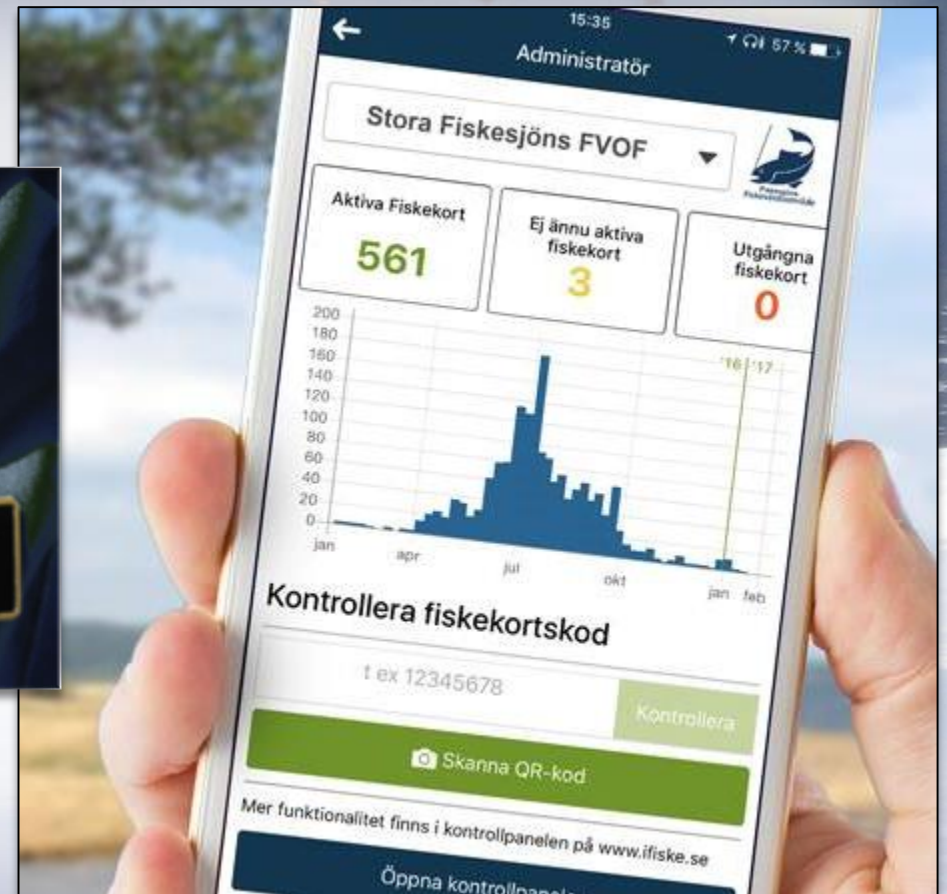 15:35
57 %
Administratör
Stora Fiskesjöns FVOF
Aktiva Fiskekort
561
Ej ännu aktiva
fiskekort
3
Utgångna
fiskekort
0
200
180
160
140
120
100
80
60
40
20
0
'16 '17
jan apr jul okt jan feb
Kontrollera fiskekortskod
t ex 12345678
Kontrollera
Skanna QR-kod
Mer funktionalitet finns i kontrollpanelen på www.ifiske.se
Öppna